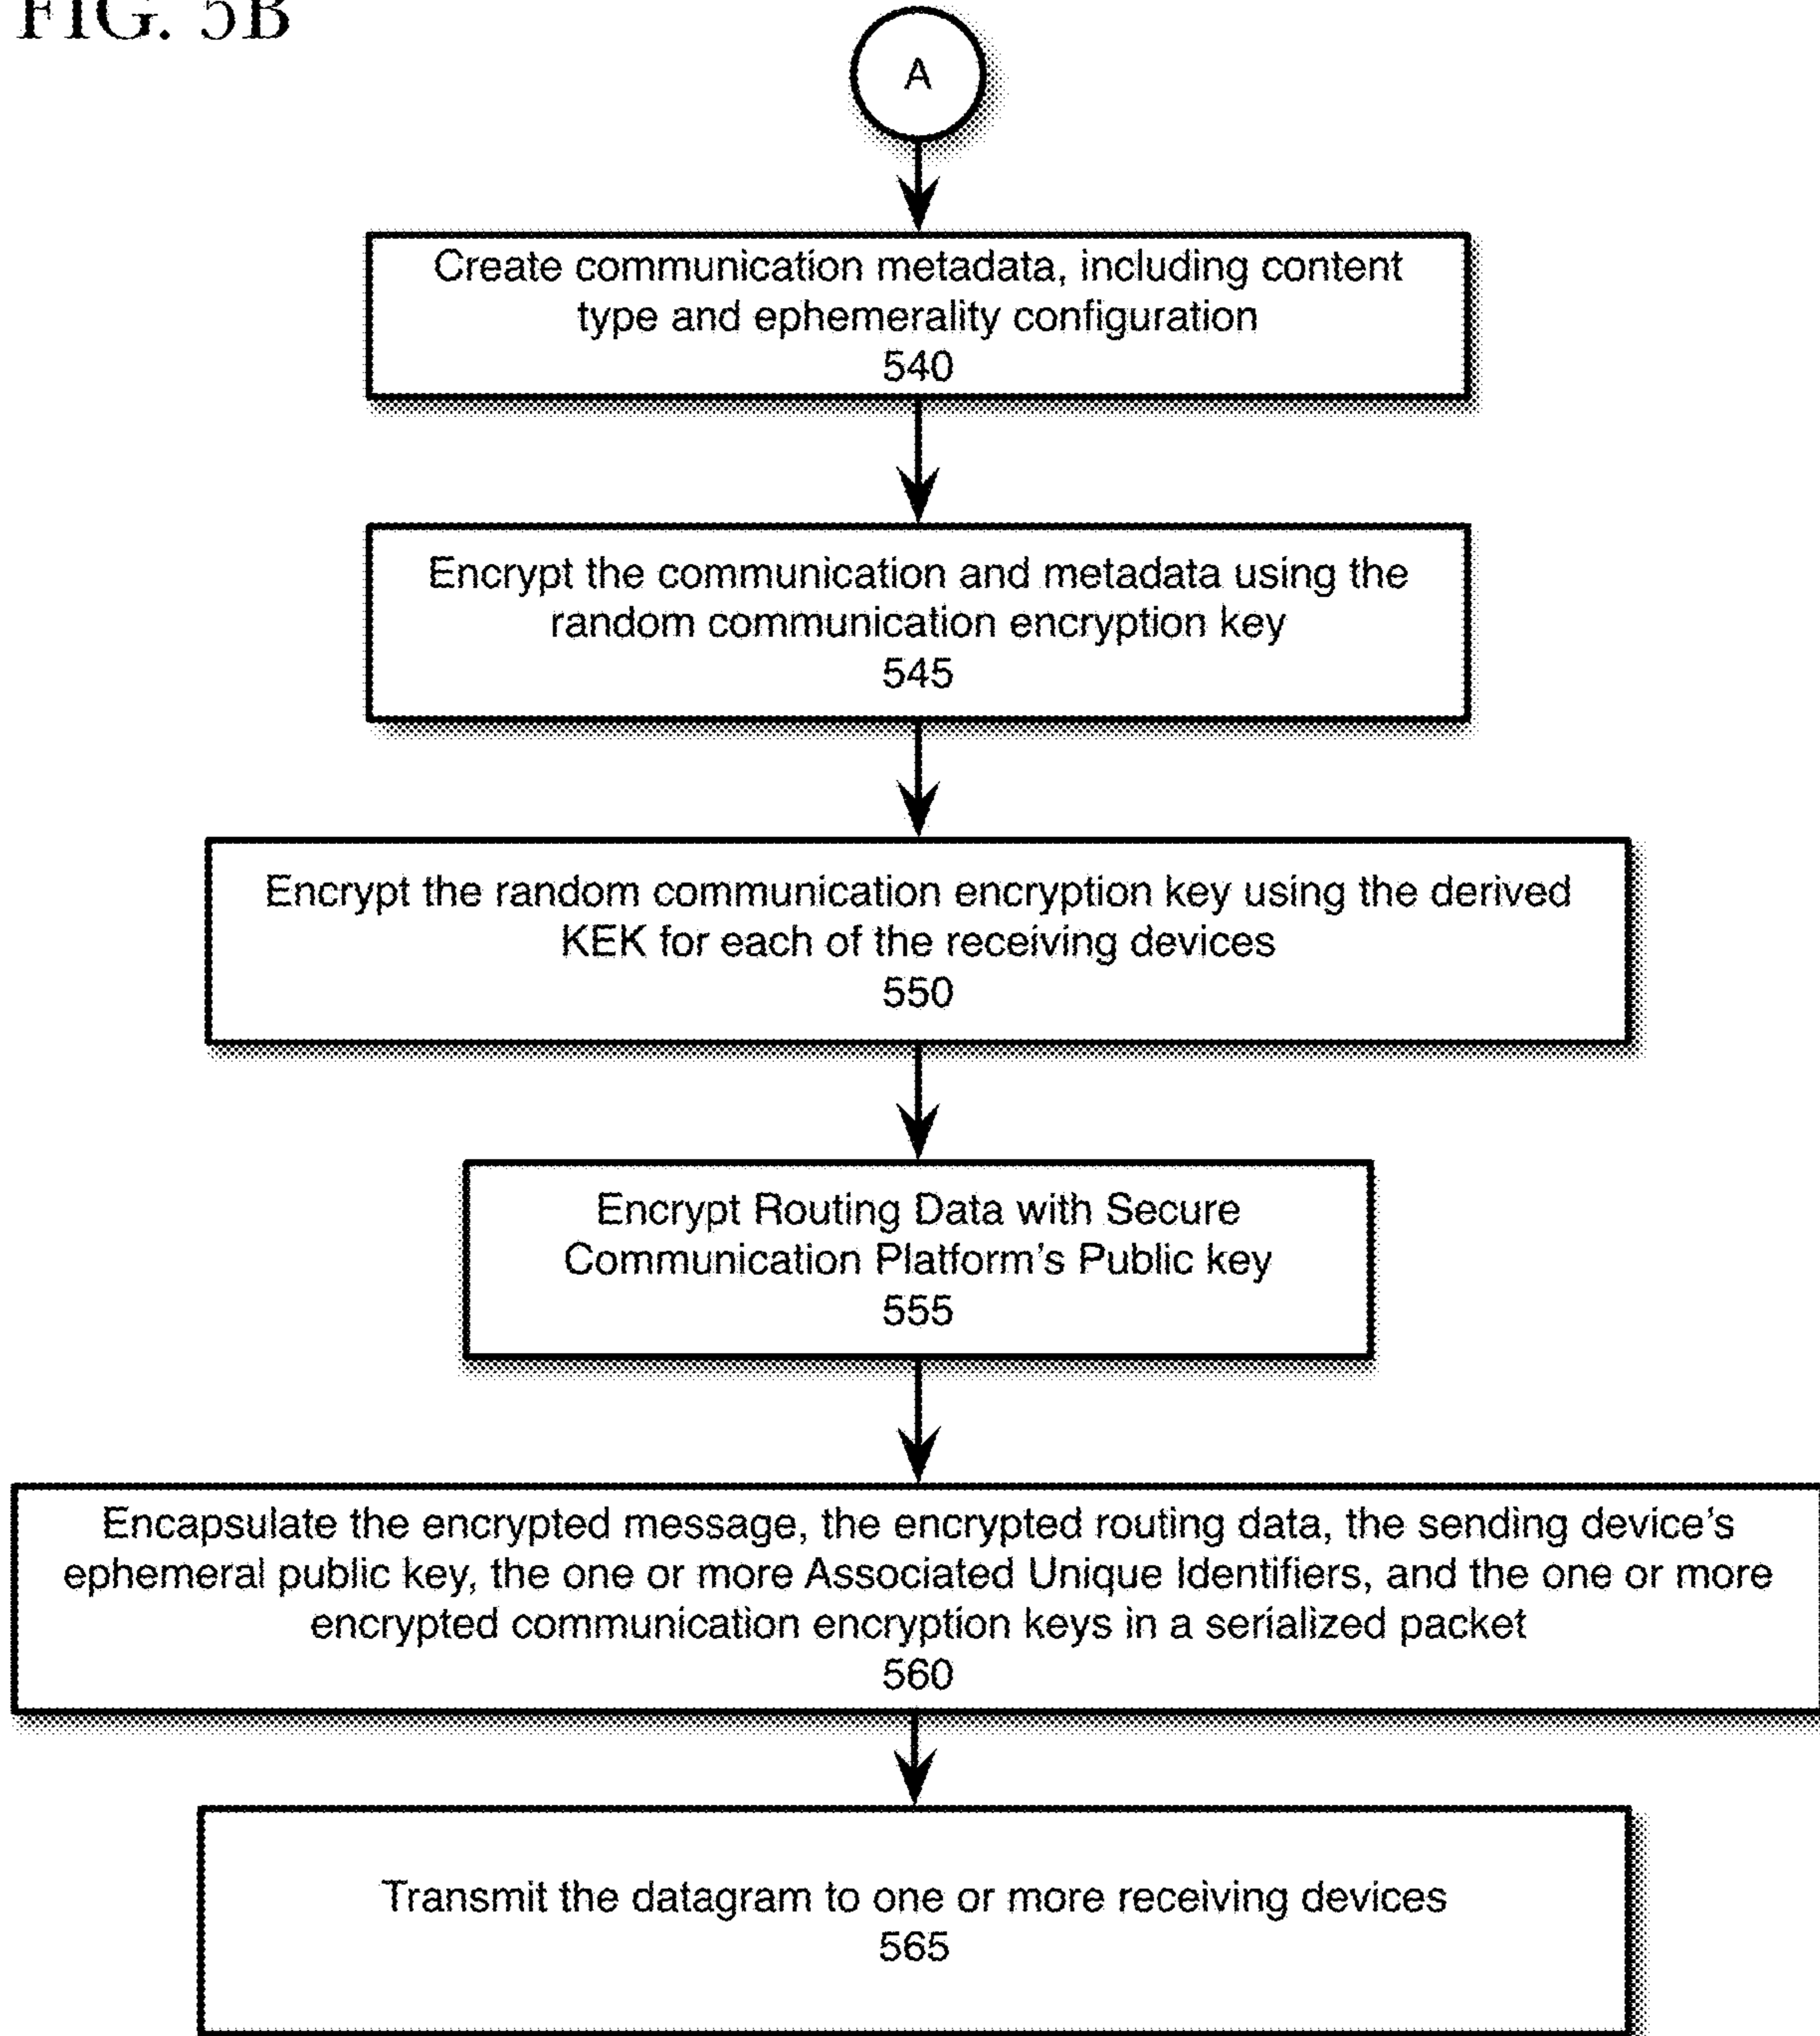 FIG. 5B
A
Create communication metadata, including content
type and ephemerality configuration
540
Encrypt the communication and metadata using the
random communication encryption key
545
Encrypt the random communication encryption key using the derived
KEK for each of the receiving devices
550
Encrypt Routing Data with Secure
Communication Platform's Public key
555
Encapsulate the encrypted message, the encrypted routing data, the sending device's
ephemeral public key, the one or more Associated Unique Identifiers, and the one or more
encrypted communication encryption keys in a serialized packet
560
Transmit the datagram to one or more receiving devices
565